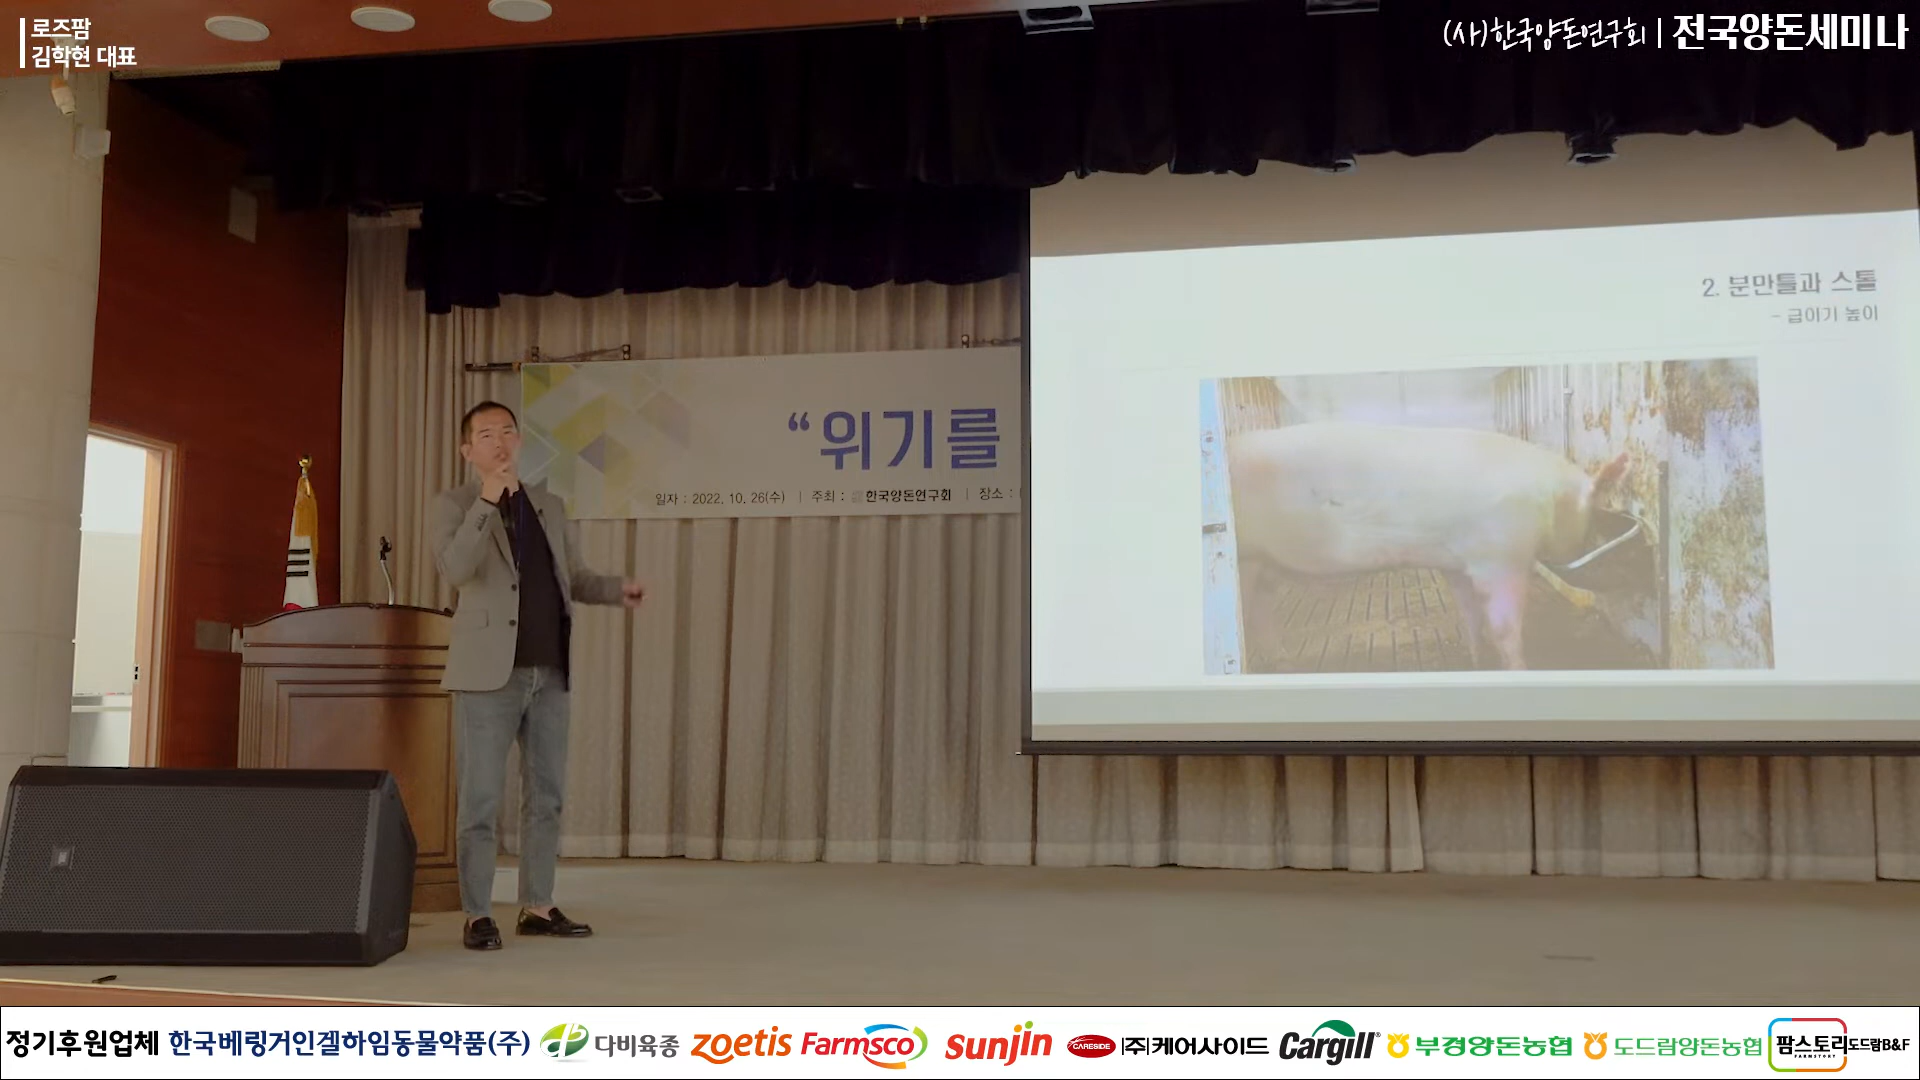 로즈팜
김학현 대표
(사)한국양돈연구회 | 전국양돈세미나
2. 분만틀과 스톨
- 급이기 높이
“위기를
일자 : 2022. 10. 26(수) | 주최 : 한국양돈연구회 | 장소 :
JBL
정기후원업체 한국베링거인겔하임동물약품(주) 다비육종 zoetis Farmsco Sunjin CARESIDE (주)케어사이드 Cargill® 부경양돈농협 도드람양돈농협 팜스토리 FARMSTORY 도드람B&F